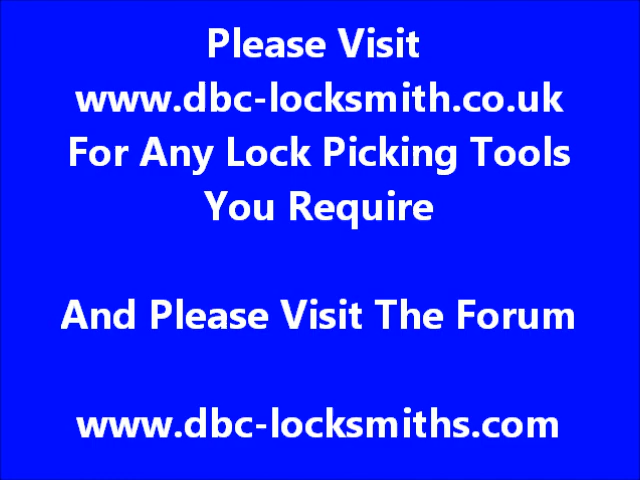 Please Visit
www.dbc-locksmith.co.uk
For Any Lock Picking Tools
You Require
And Please Visit The Forum
www.dbc-locksmiths.com